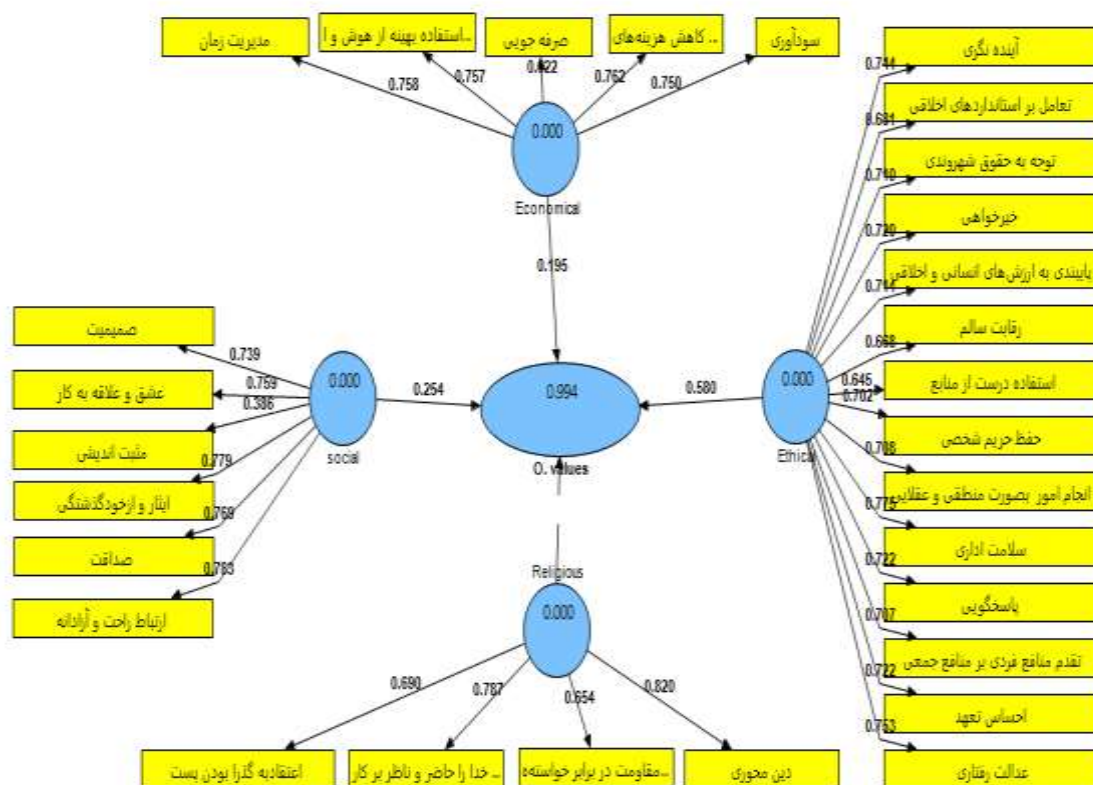 مدیریت زمان
استفاده بهینه از هوش و ا...
صرفه جویی
کاهش هزینه‌های ...
سودآوری
0.758
0.757
0.762
0.750
0.000
Economical
0.195
صمیمیت
عشق و علاقه به کار
مثبت اندیشی
ایثار و ازخودگذشتگی
صداقت
ارتباط راحت و آزادانه
0.739
0.759
0.386
0.779
0.769
0.783
0.000
social
0.254
0.994
O. values
0.580
0.000
Ethical
آینده نگری
تعامل بر استانداردهای اخلاقی
توجه به حقوق شهروندی
خیرخواهی
پایبندی به ارزش‌های انسانی و اخلاقی
رقابت سالم
استفاده درست از منابع
حفظ حریم شخصی
انجام امور بصورت منطقی و عقلایی
سلامت اداری
پاسخگویی
تقدم منافع فردی بر منافع جمعی
احساس تعهد
عدالت رفتاری
0.744
0.681
0.710
0.720
0.711
0.668
0.645
0.702
0.708
0.775
0.722
0.707
0.722
0.753
Religious
0.000
0.690
0.787
0.654
0.820
اعتقادبه گذرا بودن پست
خدا را حاضر و ناظر بر کار ...
مقاومت در برابر خواسته‌ه...
دین محوری